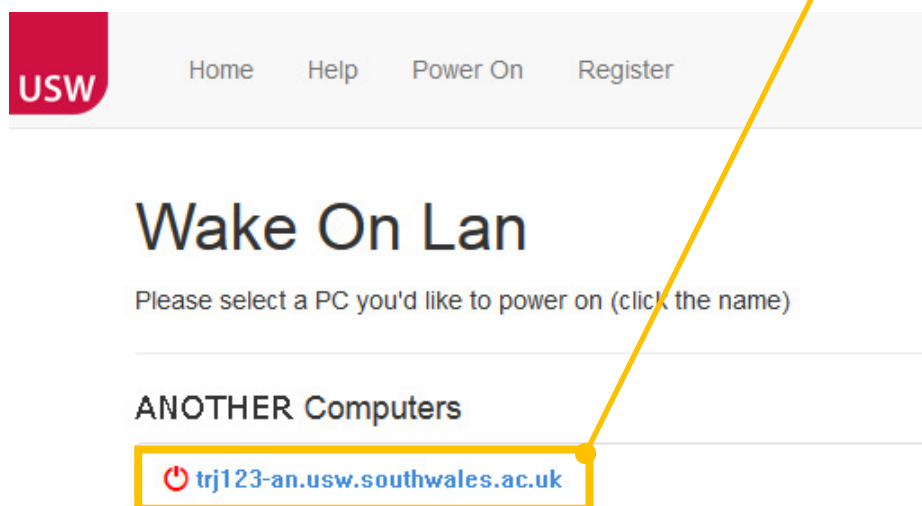 USW
Home Help Power On Register
Wake On Lan
Please select a PC you'd like to power on (click the name)
ANOTHER Computers
trj123-an.usw.southwales.ac.uk